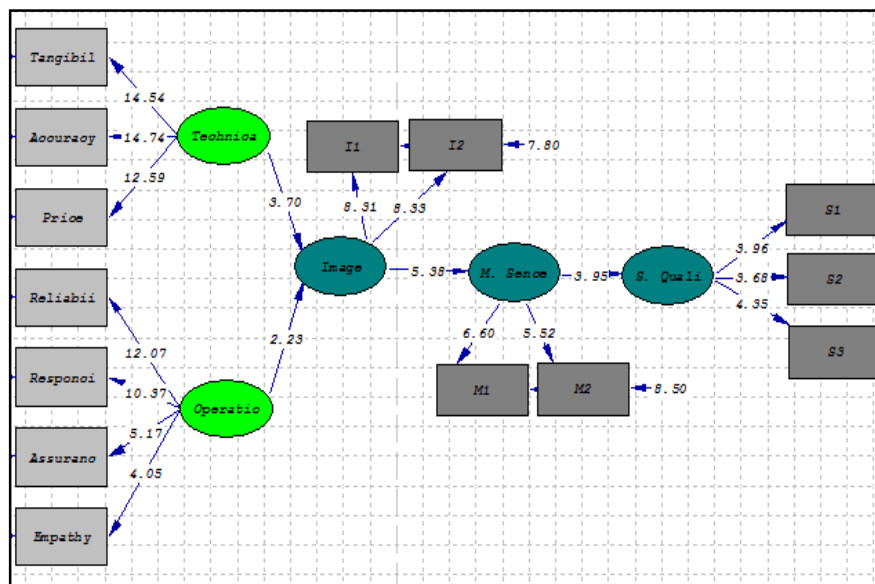 Tangibil
14.54
Accuracy
14.74
Technica
12.59
Price
3.70
I1
I2
7.80
8.31
8.33
Image
5.38
M. Sence
3.95
S. Quali
S1
3.96
S2
3.68
4.35
S3
Reliabii
12.07
2.23
Responci
10.37
Operatio
5.17
Assuranc
4.05
Empathy
6.60
5.52
M1
M2
8.50